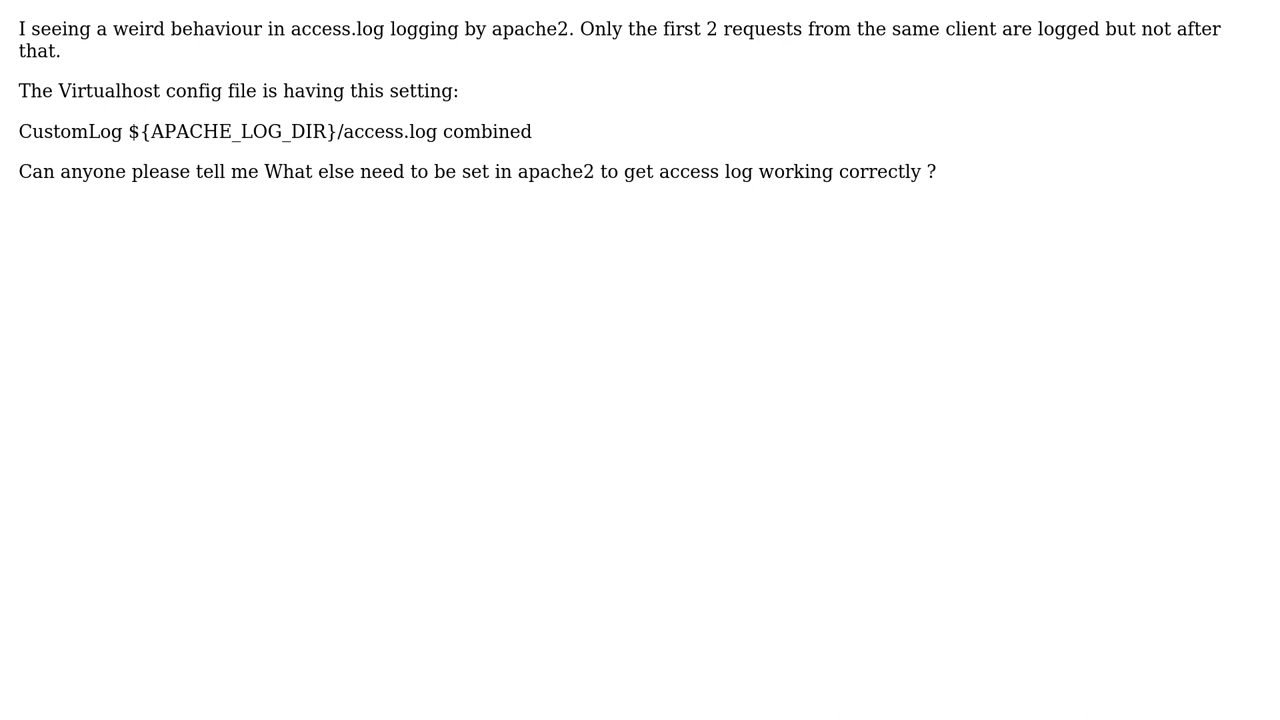 I seeing a weird behaviour in access.log logging by apache2. Only the first 2 requests from the same client are logged but not after
that.
The Virtualhost config file is having this setting:
CustomLog ${APACHE_LOG_DIR}/access.log combined
Can anyone please tell me What else need to be set in apache2 to get access log working correctly ?